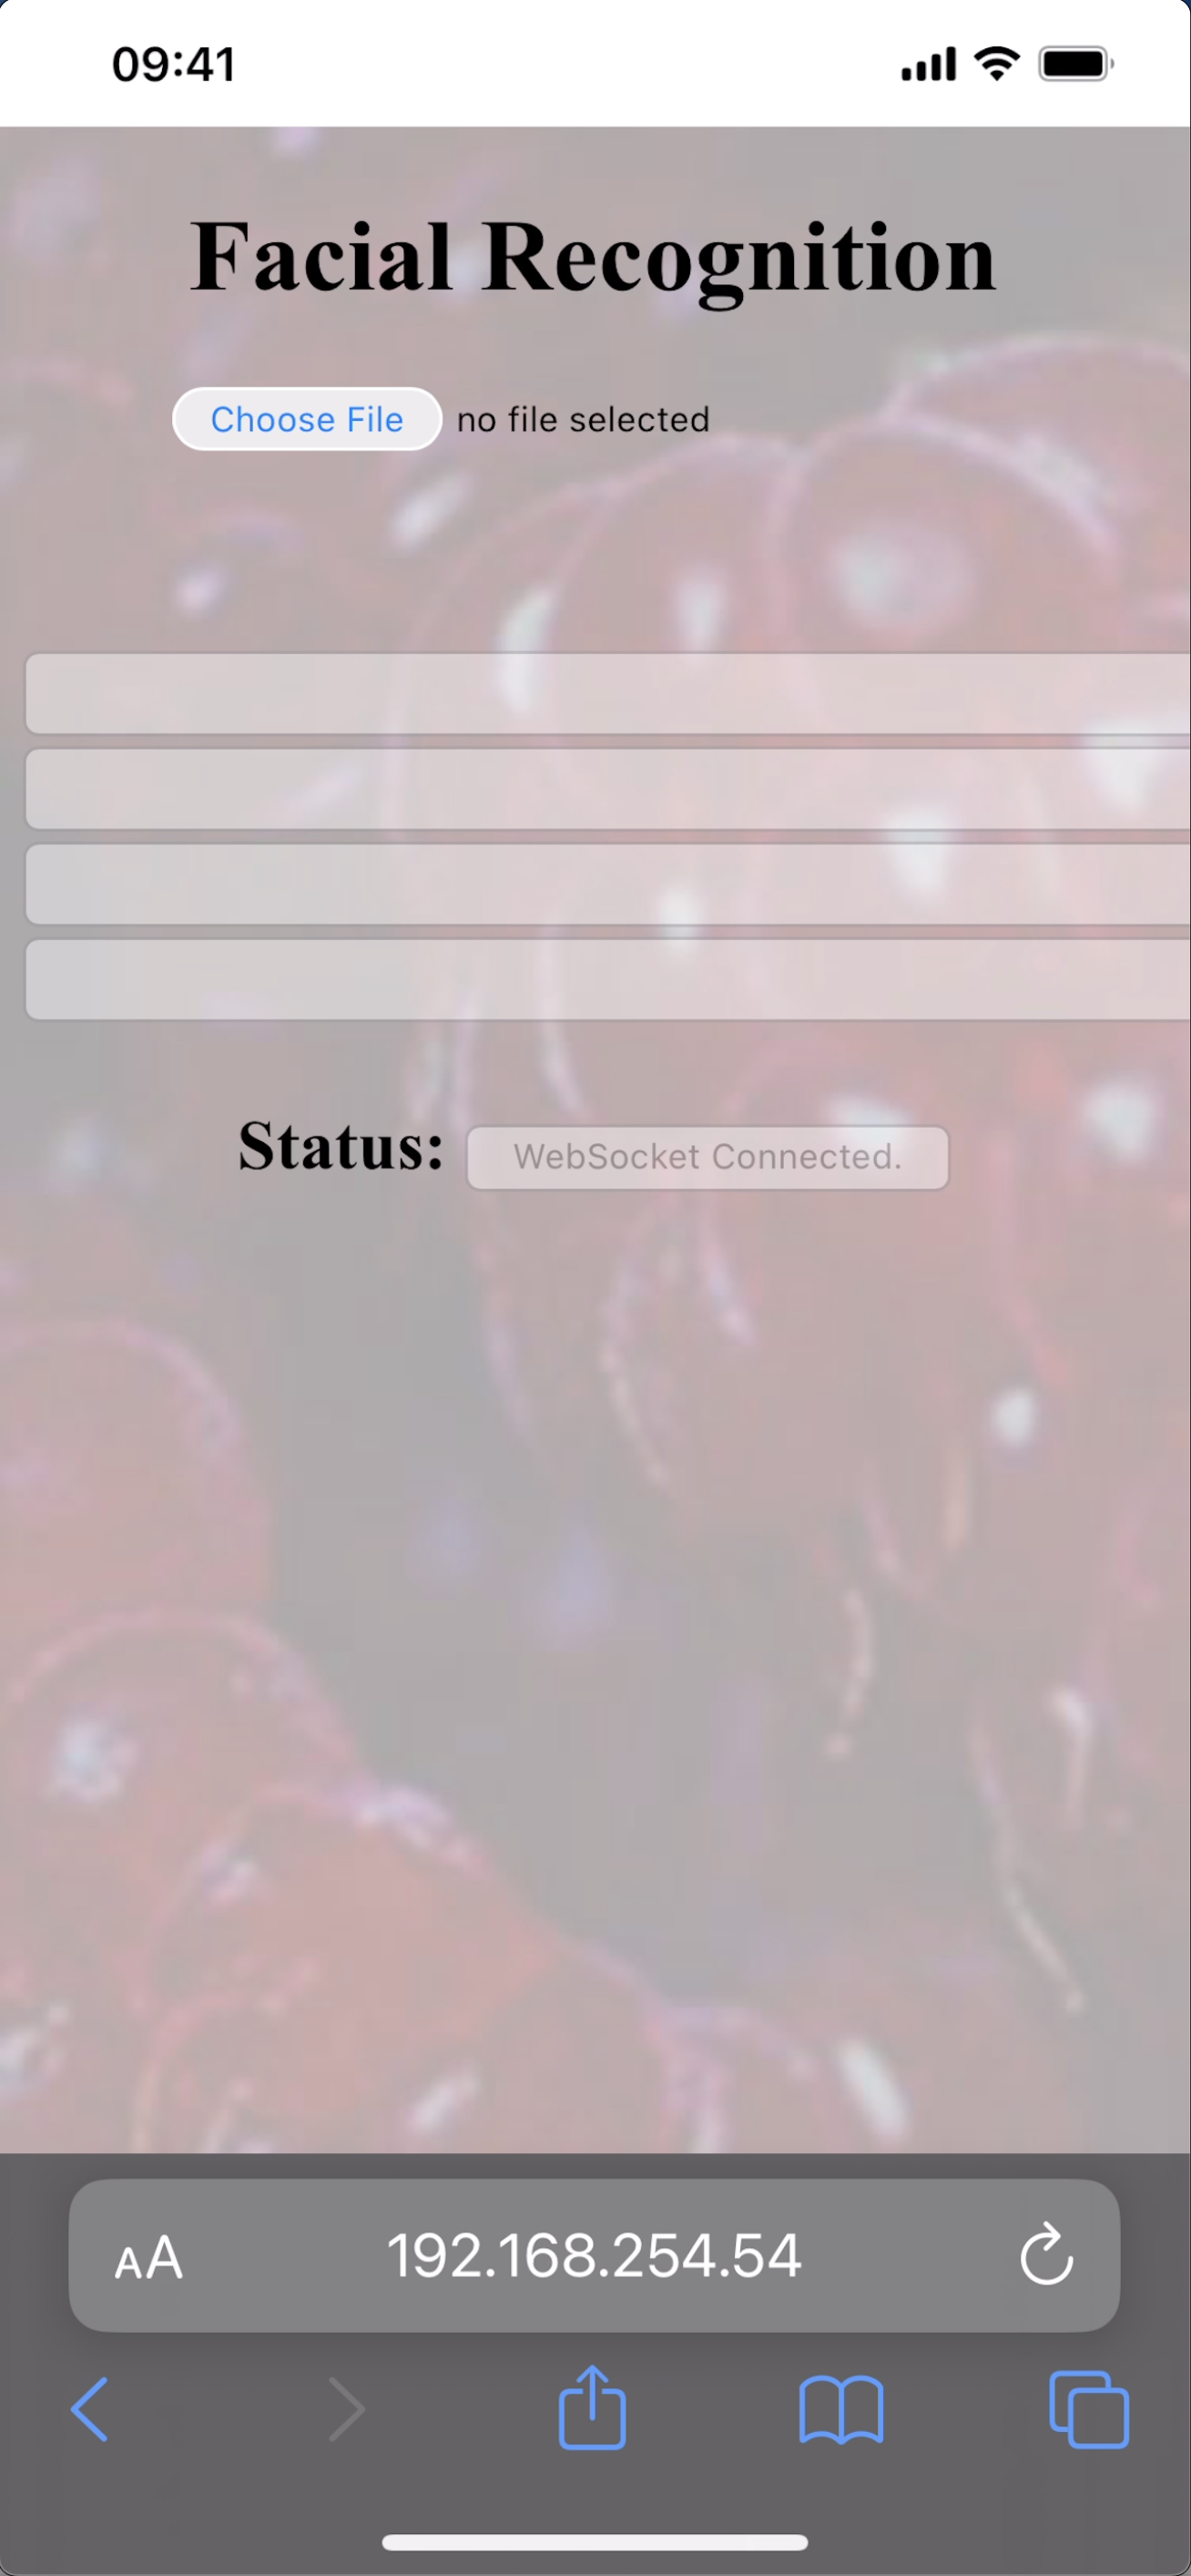 09:41
Facial Recognition
Choose File no file selected
Status: WebSocket Connected.
AA 192.168.254.54